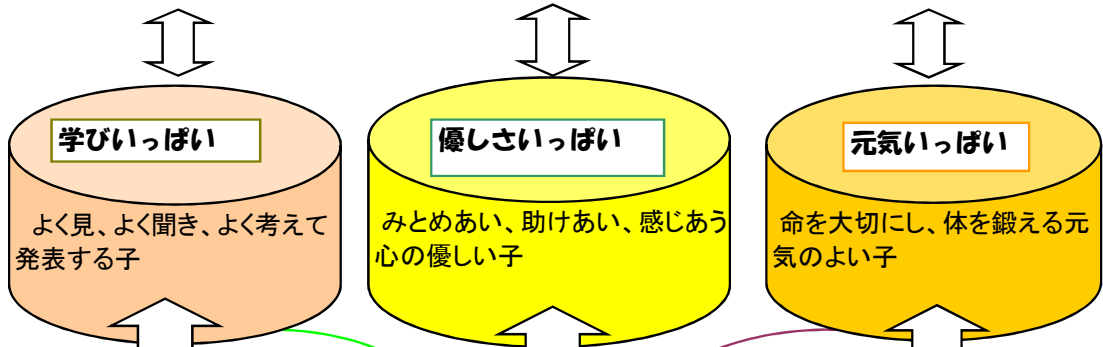 学びいっぱい
よく見、よく聞き、よく考えて
発表する子
優しさいっぱい
みとめあい、助けあい、感じあう
心の優しい子
元気いっぱい
命を大切にし、体を鍛える元
気のよい子